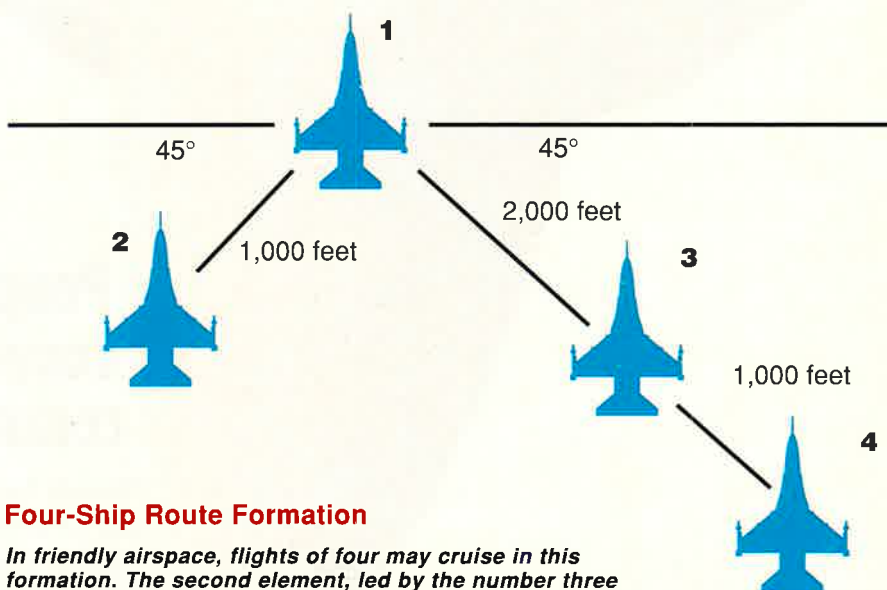 1
45°
45°
2,000 feet
2
1,000 feet
3
1,000 feet
4
Four-Ship Route Formation
In friendly airspace, flights of four may cruise in this
formation. The second element, led by the number three